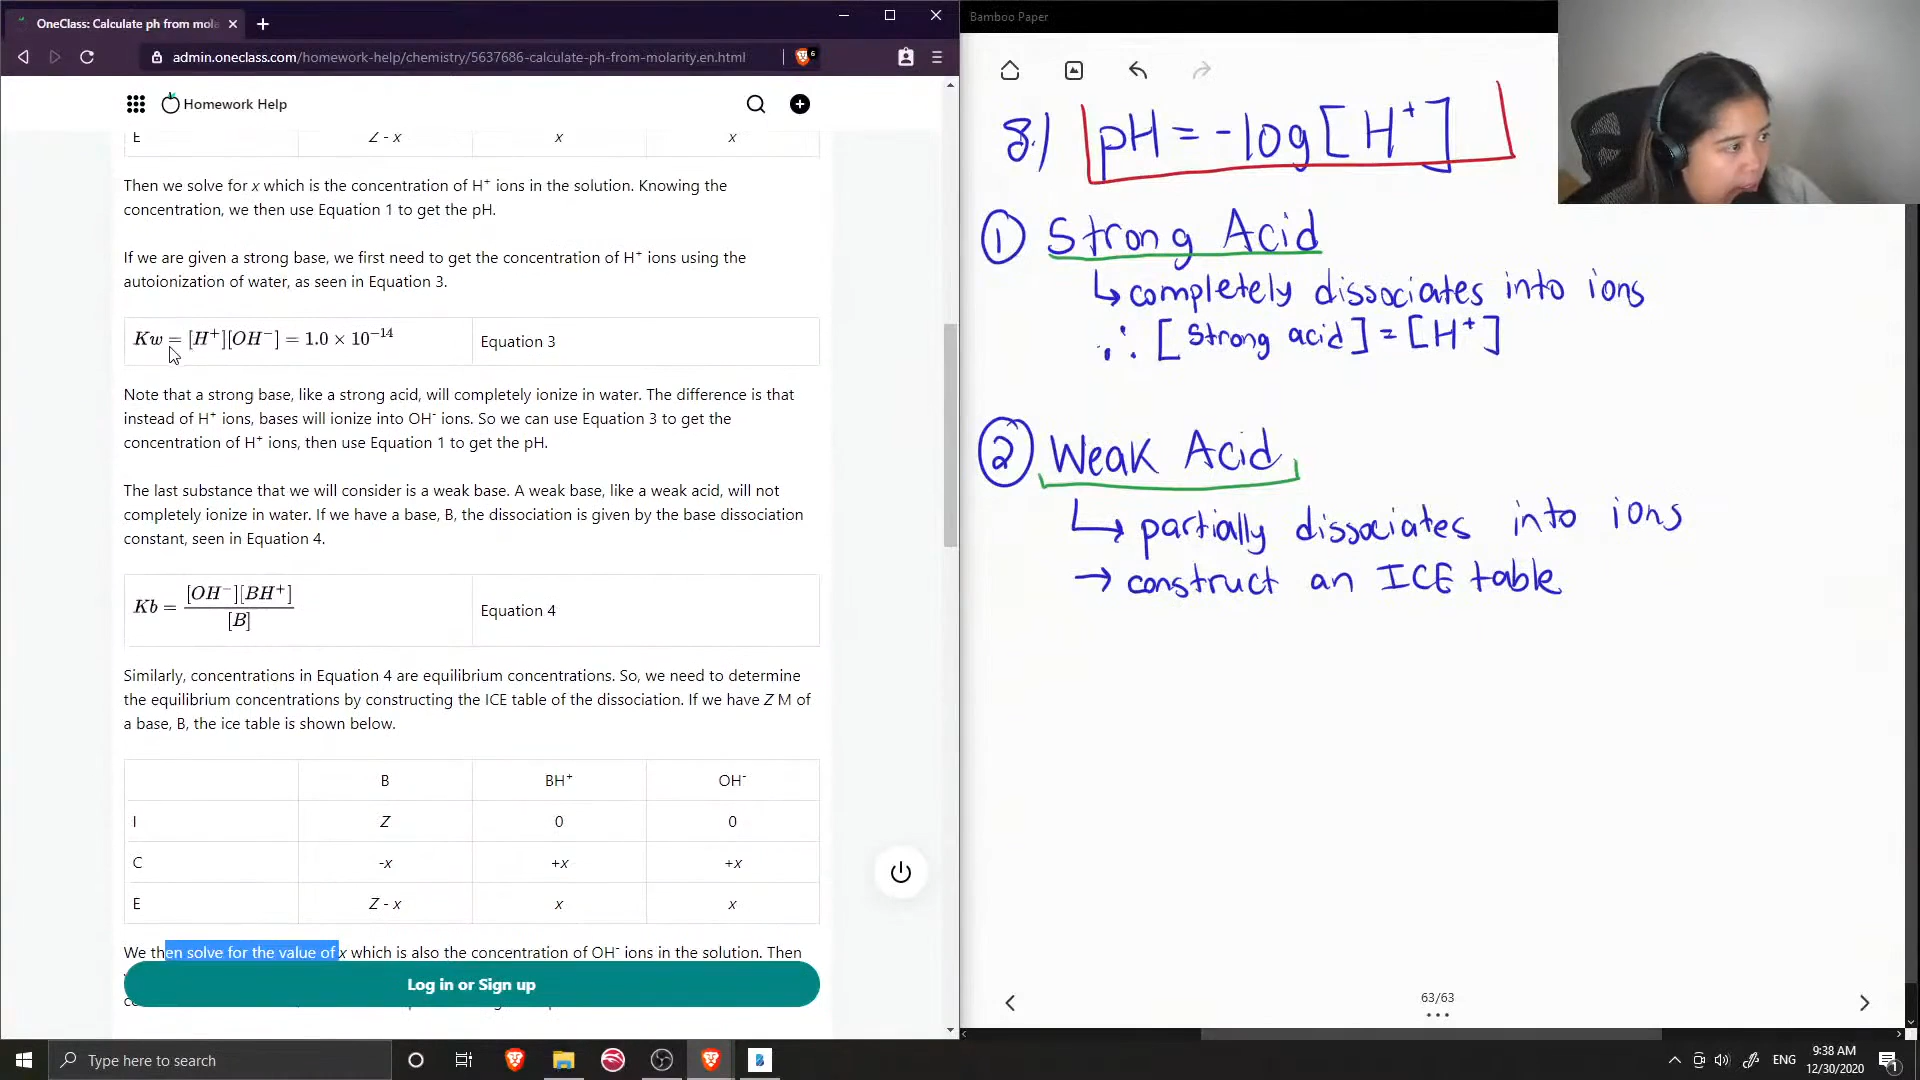 OneClass: Calculate ph from mola
admin.oneclass.com/homework-help/chemistry/5637686-calculate-ph-from-molarity.en.html
6
Homework Help
E Z - x x x
Then we solve for x which is the concentration of H⁺ ions in the solution. Knowing the
concentration, we then use Equation 1 to get the pH.
If we are given a strong base, we first need to get the concentration of H⁺ ions using the
autoionization of water, as seen in Equation 3.
Kw = [H⁺][OH⁻] = 1.0 × 10⁻¹⁴ Equation 3
Note that a strong base, like a strong acid, will completely ionize in water. The difference is that
instead of H⁺ ions, bases will ionize into OH⁻ ions. So we can use Equation 3 to get the
concentration of H⁺ ions, then use Equation 1 to get the pH.
The last substance that we will consider is a weak base. A weak base, like a weak acid, will not
completely ionize in water. If we have a base, B, the dissociation is given by the base dissociation
constant, seen in Equation 4.
Kb = [OH⁻][BH⁺] / [B] Equation 4
Similarly, concentrations in Equation 4 are equilibrium concentrations. So, we need to determine
the equilibrium concentrations by constructing the ICE table of the dissociation. If we have Z M of
a base, B, the ice table is shown below.
B BH⁺ OH⁻
I Z 0 0
C -x +x +x
E Z - x x x
We then solve for the value of x which is also the concentration of OH⁻ ions in the solution. Then
Log in or Sign up
Bamboo Paper
8.) pH = -log[H⁺]
① Strong Acid
↳ completely dissociates into ions
∴ [Strong acid] = [H⁺]
② Weak Acid
↳ partially dissociates into ions
→ construct an ICE table
63/63
Type here to search
ENG
9:38 AM
12/30/2020
1